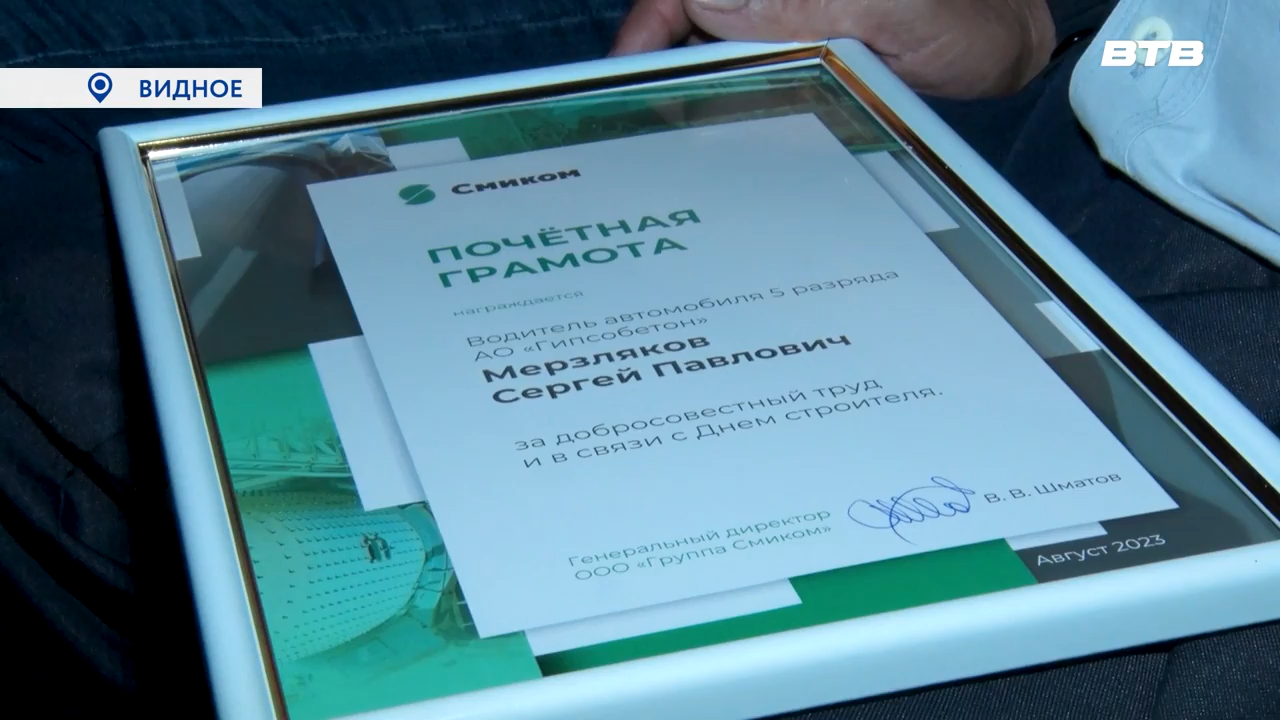 ВИДНОЕ
ВТВ
Смиком
ПОЧЁТНАЯ
ГРАМОТА
награждается
Водитель автомобиля 5 разряда
АО «Гипсобетон»
Мерзляков
Сергей Павлович
за добросовестный труд
и в связи с Днем строителя.
Генеральный директор
ООО «Группа Смиком»
В. В. Шматов
Август 2023